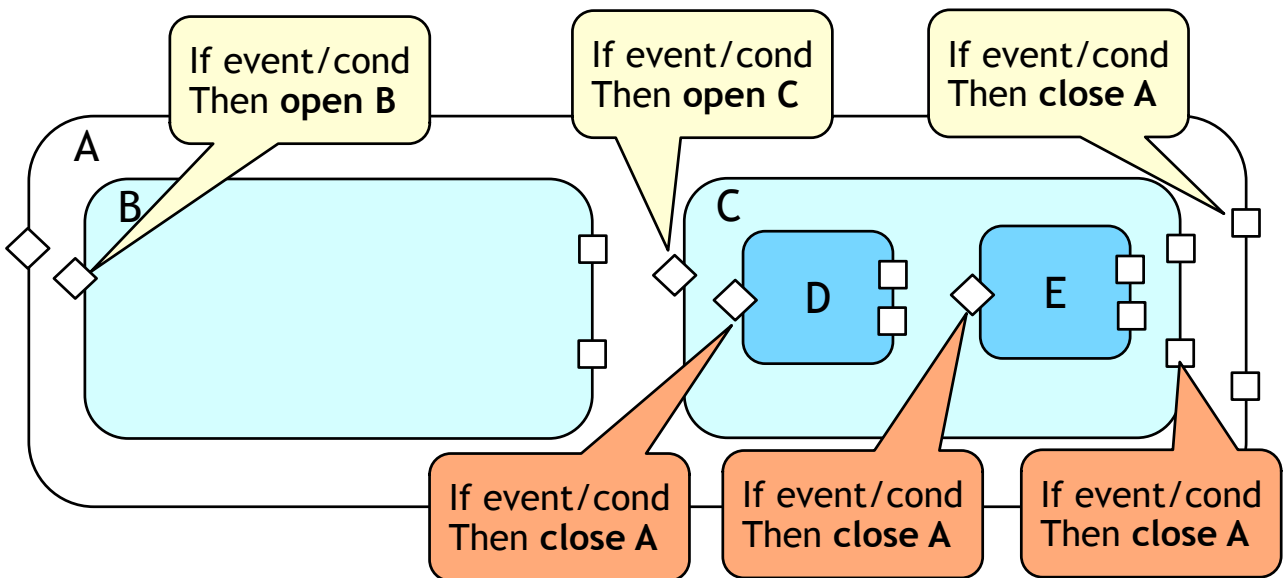 If event/cond
Then open B
If event/cond
Then open C
If event/cond
Then close A
A
B
C
D
E
If event/cond
Then close A
If event/cond
Then close A
If event/cond
Then close A